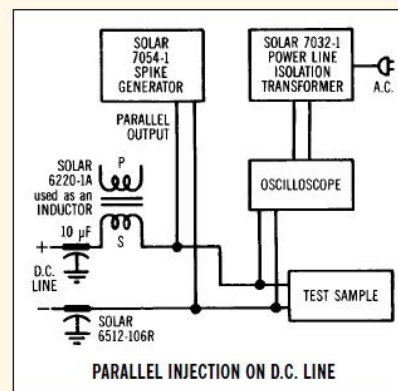 SOLAR
7054-1
SPIKE
GENERATOR
SOLAR 7032-1
POWER LINE
ISOLATION
TRANSFORMER
A.C.
PARALLEL
OUTPUT
SOLAR
6220-1A
used as an
INDUCTOR
P
S
OSCILLOSCOPE
10 µF
+
D.C.
LINE
−
TEST SAMPLE
SOLAR
6512-106R
PARALLEL INJECTION ON D.C. LINE